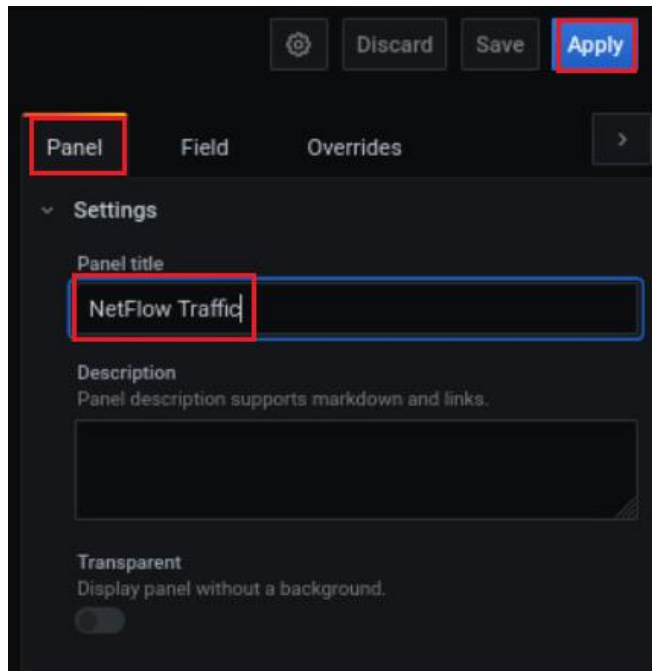 Discard Save Apply
Panel Field Overrides
Settings
Panel title
NetFlow Traffic
Description
Panel description supports markdown and links.
Transparent
Display panel without a background.